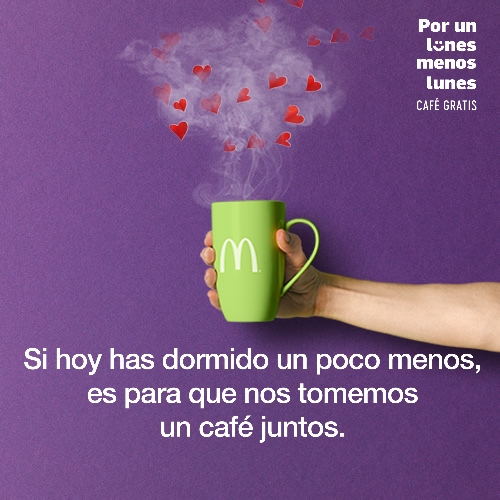 Por un
lunes
menos
lunes
CAFÉ GRATIS
M
Si hoy has dormido un poco menos,
es para que nos tomemos
un café juntos.